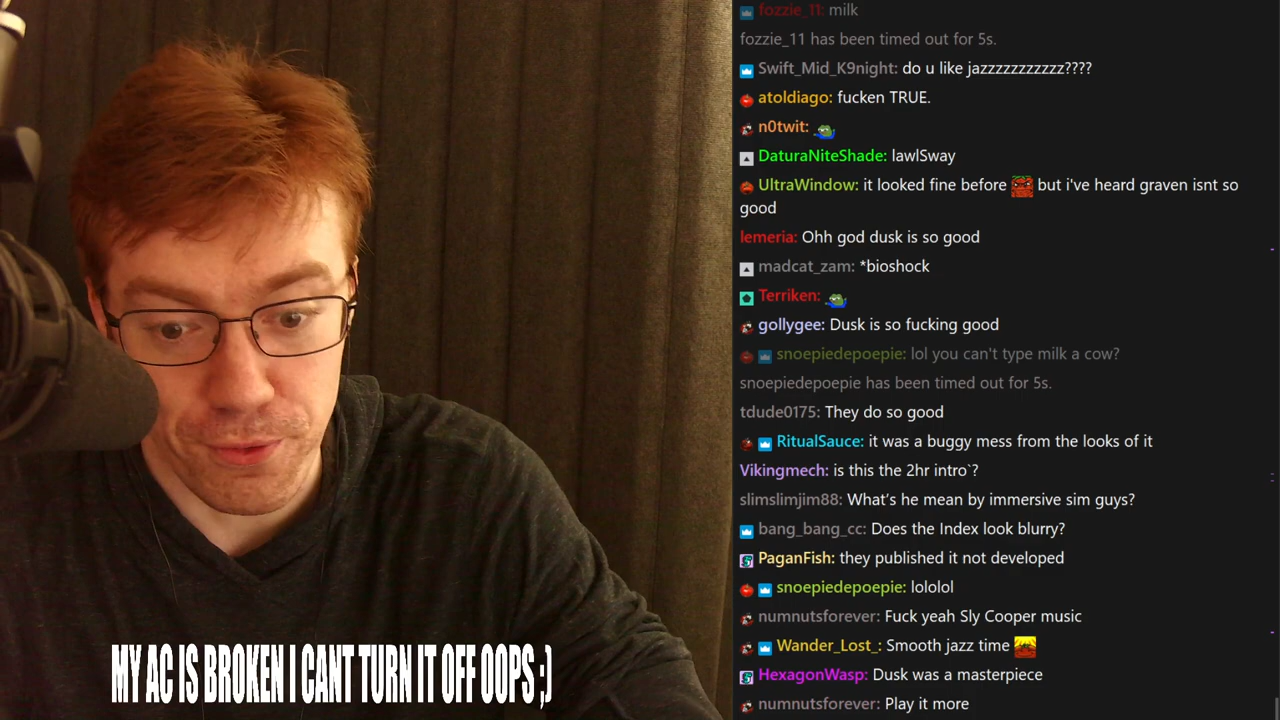 fozzie_11: milk
fozzie_11 has been timed out for 5s.
Swift_Mid_K9night: do u like jazzzzzzzzzzz????
atoldiago: fucken TRUE.
n0twit:
DaturaNiteShade: lawlSway
UltraWindow: it looked fine before but i've heard graven isnt so
good
lemeria: Ohh god dusk is so good
madcat_zam: *bioshock
Terriken:
gollygee: Dusk is so fucking good
snoepiedepoepie: lol you can't type milk a cow?
snoepiedepoepie has been timed out for 5s.
tdude0175: They do so good
RitualSauce: it was a buggy mess from the looks of it
Vikingmech: is this the 2hr intro`?
slimslimjim88: What's he mean by immersive sim guys?
bang_bang_cc: Does the Index look blurry?
PaganFish: they published it not developed
snoepiedepoepie: lololol
numnutsforever: Fuck yeah Sly Cooper music
Wander_Lost_: Smooth jazz time
HexagonWasp: Dusk was a masterpiece
numnutsforever: Play it more
MY AC IS BROKEN I CANT TURN IT OFF OOPS ;)